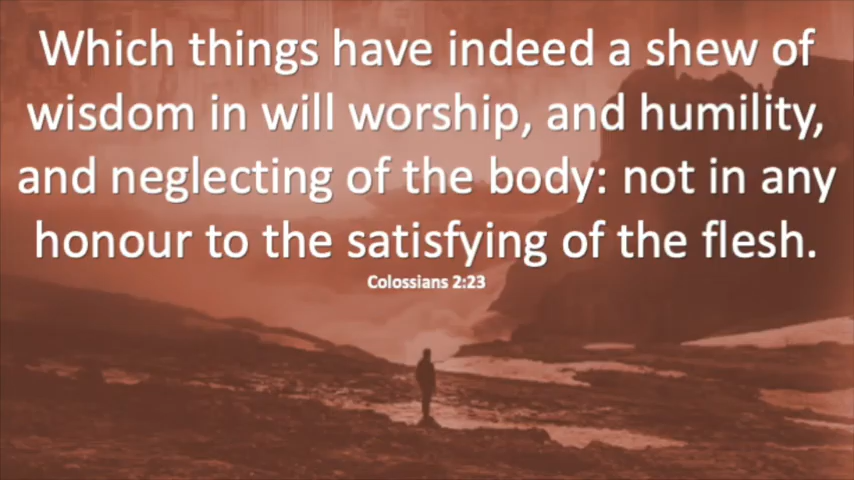 Which things have indeed a shew of
wisdom in will worship, and humility,
and neglecting of the body: not in any
honour to the satisfying of the flesh.
Colossians 2:23